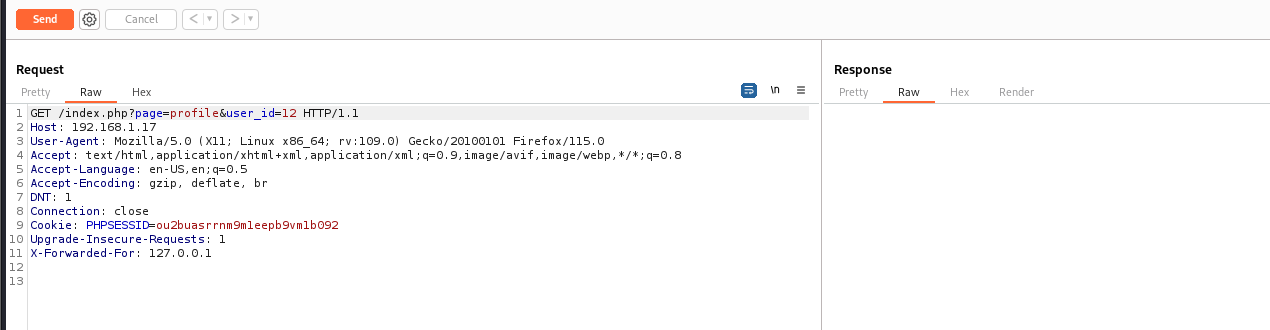 Send Cancel < ▼ > ▼
Request
Pretty Raw Hex \n
1 GET /index.php?page=profile&user_id=12 HTTP/1.1
2 Host: 192.168.1.17
3 User-Agent: Mozilla/5.0 (X11; Linux x86_64; rv:109.0) Gecko/20100101 Firefox/115.0
4 Accept: text/html,application/xhtml+xml,application/xml;q=0.9,image/avif,image/webp,*/*;q=0.8
5 Accept-Language: en-US,en;q=0.5
6 Accept-Encoding: gzip, deflate, br
7 DNT: 1
8 Connection: close
9 Cookie: PHPSESSID=ou2buasrrnm9m1eepb9vm1b092
10 Upgrade-Insecure-Requests: 1
11 X-Forwarded-For: 127.0.0.1
12
13
Response
Pretty Raw Hex Render